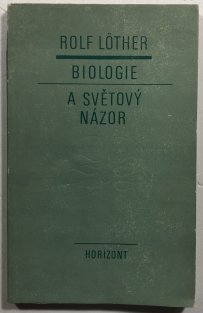 ROLF LÖTHER
BIOLOGIE
A SVĚTOVÝ
NÁZOR
HORIZONT